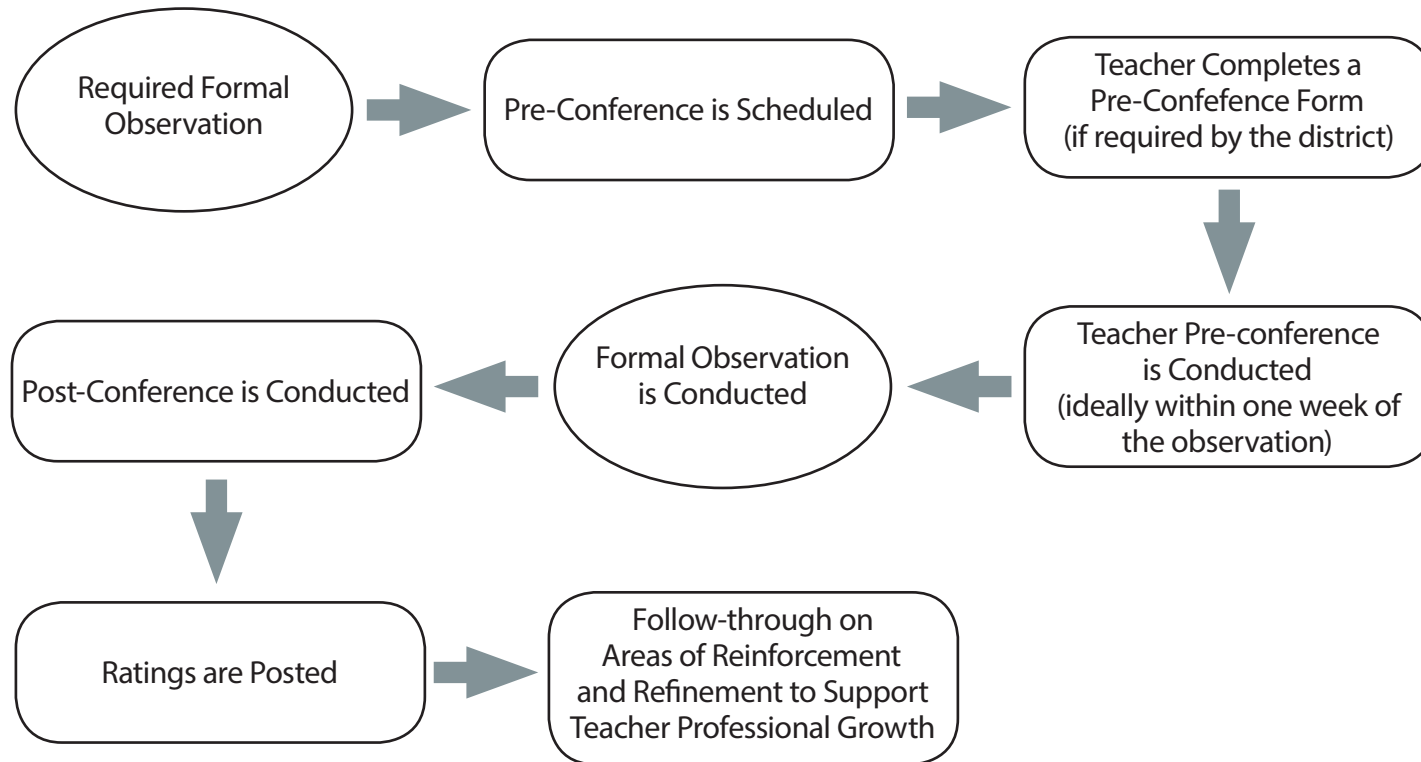 Required Formal
Observation
Pre-Conference is Scheduled
Teacher Completes a
Pre-Confefence Form
(if required by the district)
Teacher Pre-conference
is Conducted
(ideally within one week of
the observation)
Formal Observation
is Conducted
Post-Conference is Conducted
Ratings are Posted
Follow-through on
Areas of Reinforcement
and Refinement to Support
Teacher Professional Growth